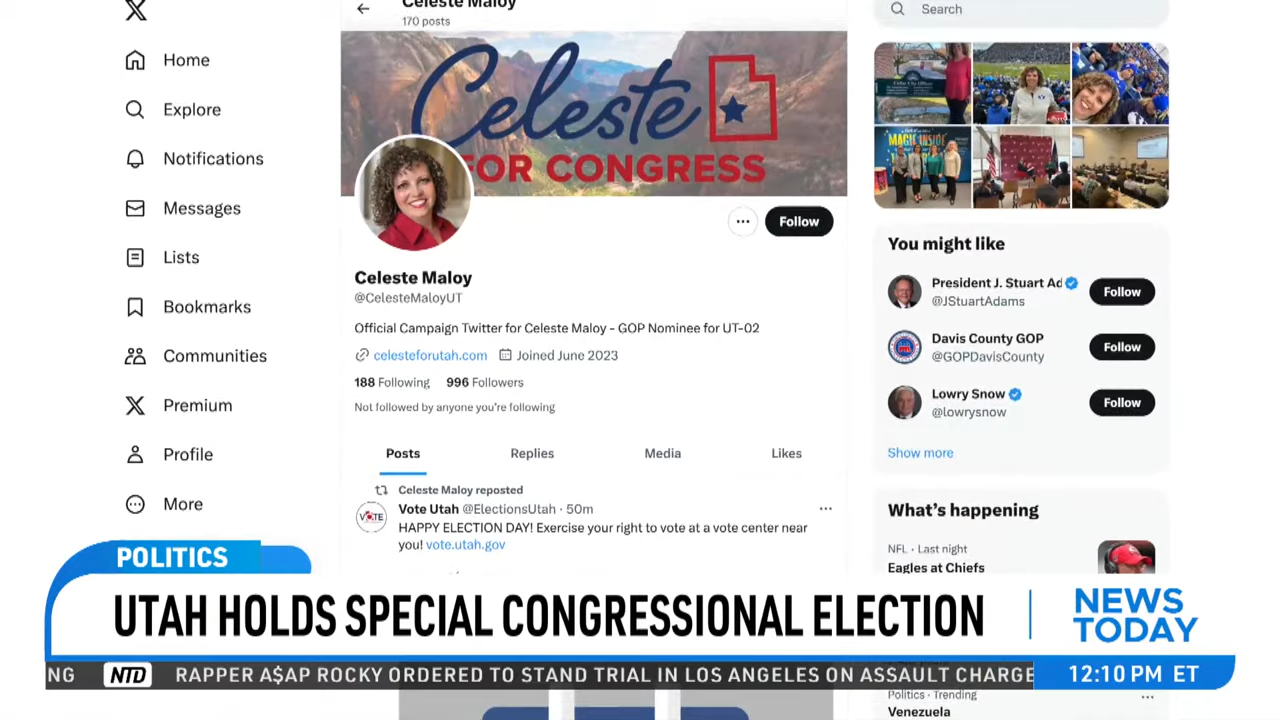 Celeste Maloy
170 posts
Search
Home
Explore
Notifications
Messages
Lists
Bookmarks
Communities
Premium
Profile
More
Celeste
FOR CONGRESS
Follow
Celeste Maloy
@CelesteMaloyUT
Official Campaign Twitter for Celeste Maloy - GOP Nominee for UT-02
celesteforutah.com Joined June 2023
188 Following 996 Followers
Not followed by anyone you're following
Posts Replies Media Likes
Celeste Maloy reposted
Vote Utah @ElectionsUtah · 50m
VOTE
HAPPY ELECTION DAY! Exercise your right to vote at a vote center near
you! vote.utah.gov
MAGIC INSIDE
You might like
President J. Stuart Ad
@JStuartAdams
Follow
Davis County GOP
@GOPDavisCounty
Follow
Lowry Snow
@lowrysnow
Follow
Show more
What's happening
NFL · Last night
Eagles at Chiefs
POLITICS
UTAH HOLDS SPECIAL CONGRESSIONAL ELECTION
NEWS
TODAY
NG NTD RAPPER A$AP ROCKY ORDERED TO STAND TRIAL IN LOS ANGELES ON ASSAULT CHARGE
12:10 PM ET
Politics · Trending
Venezuela